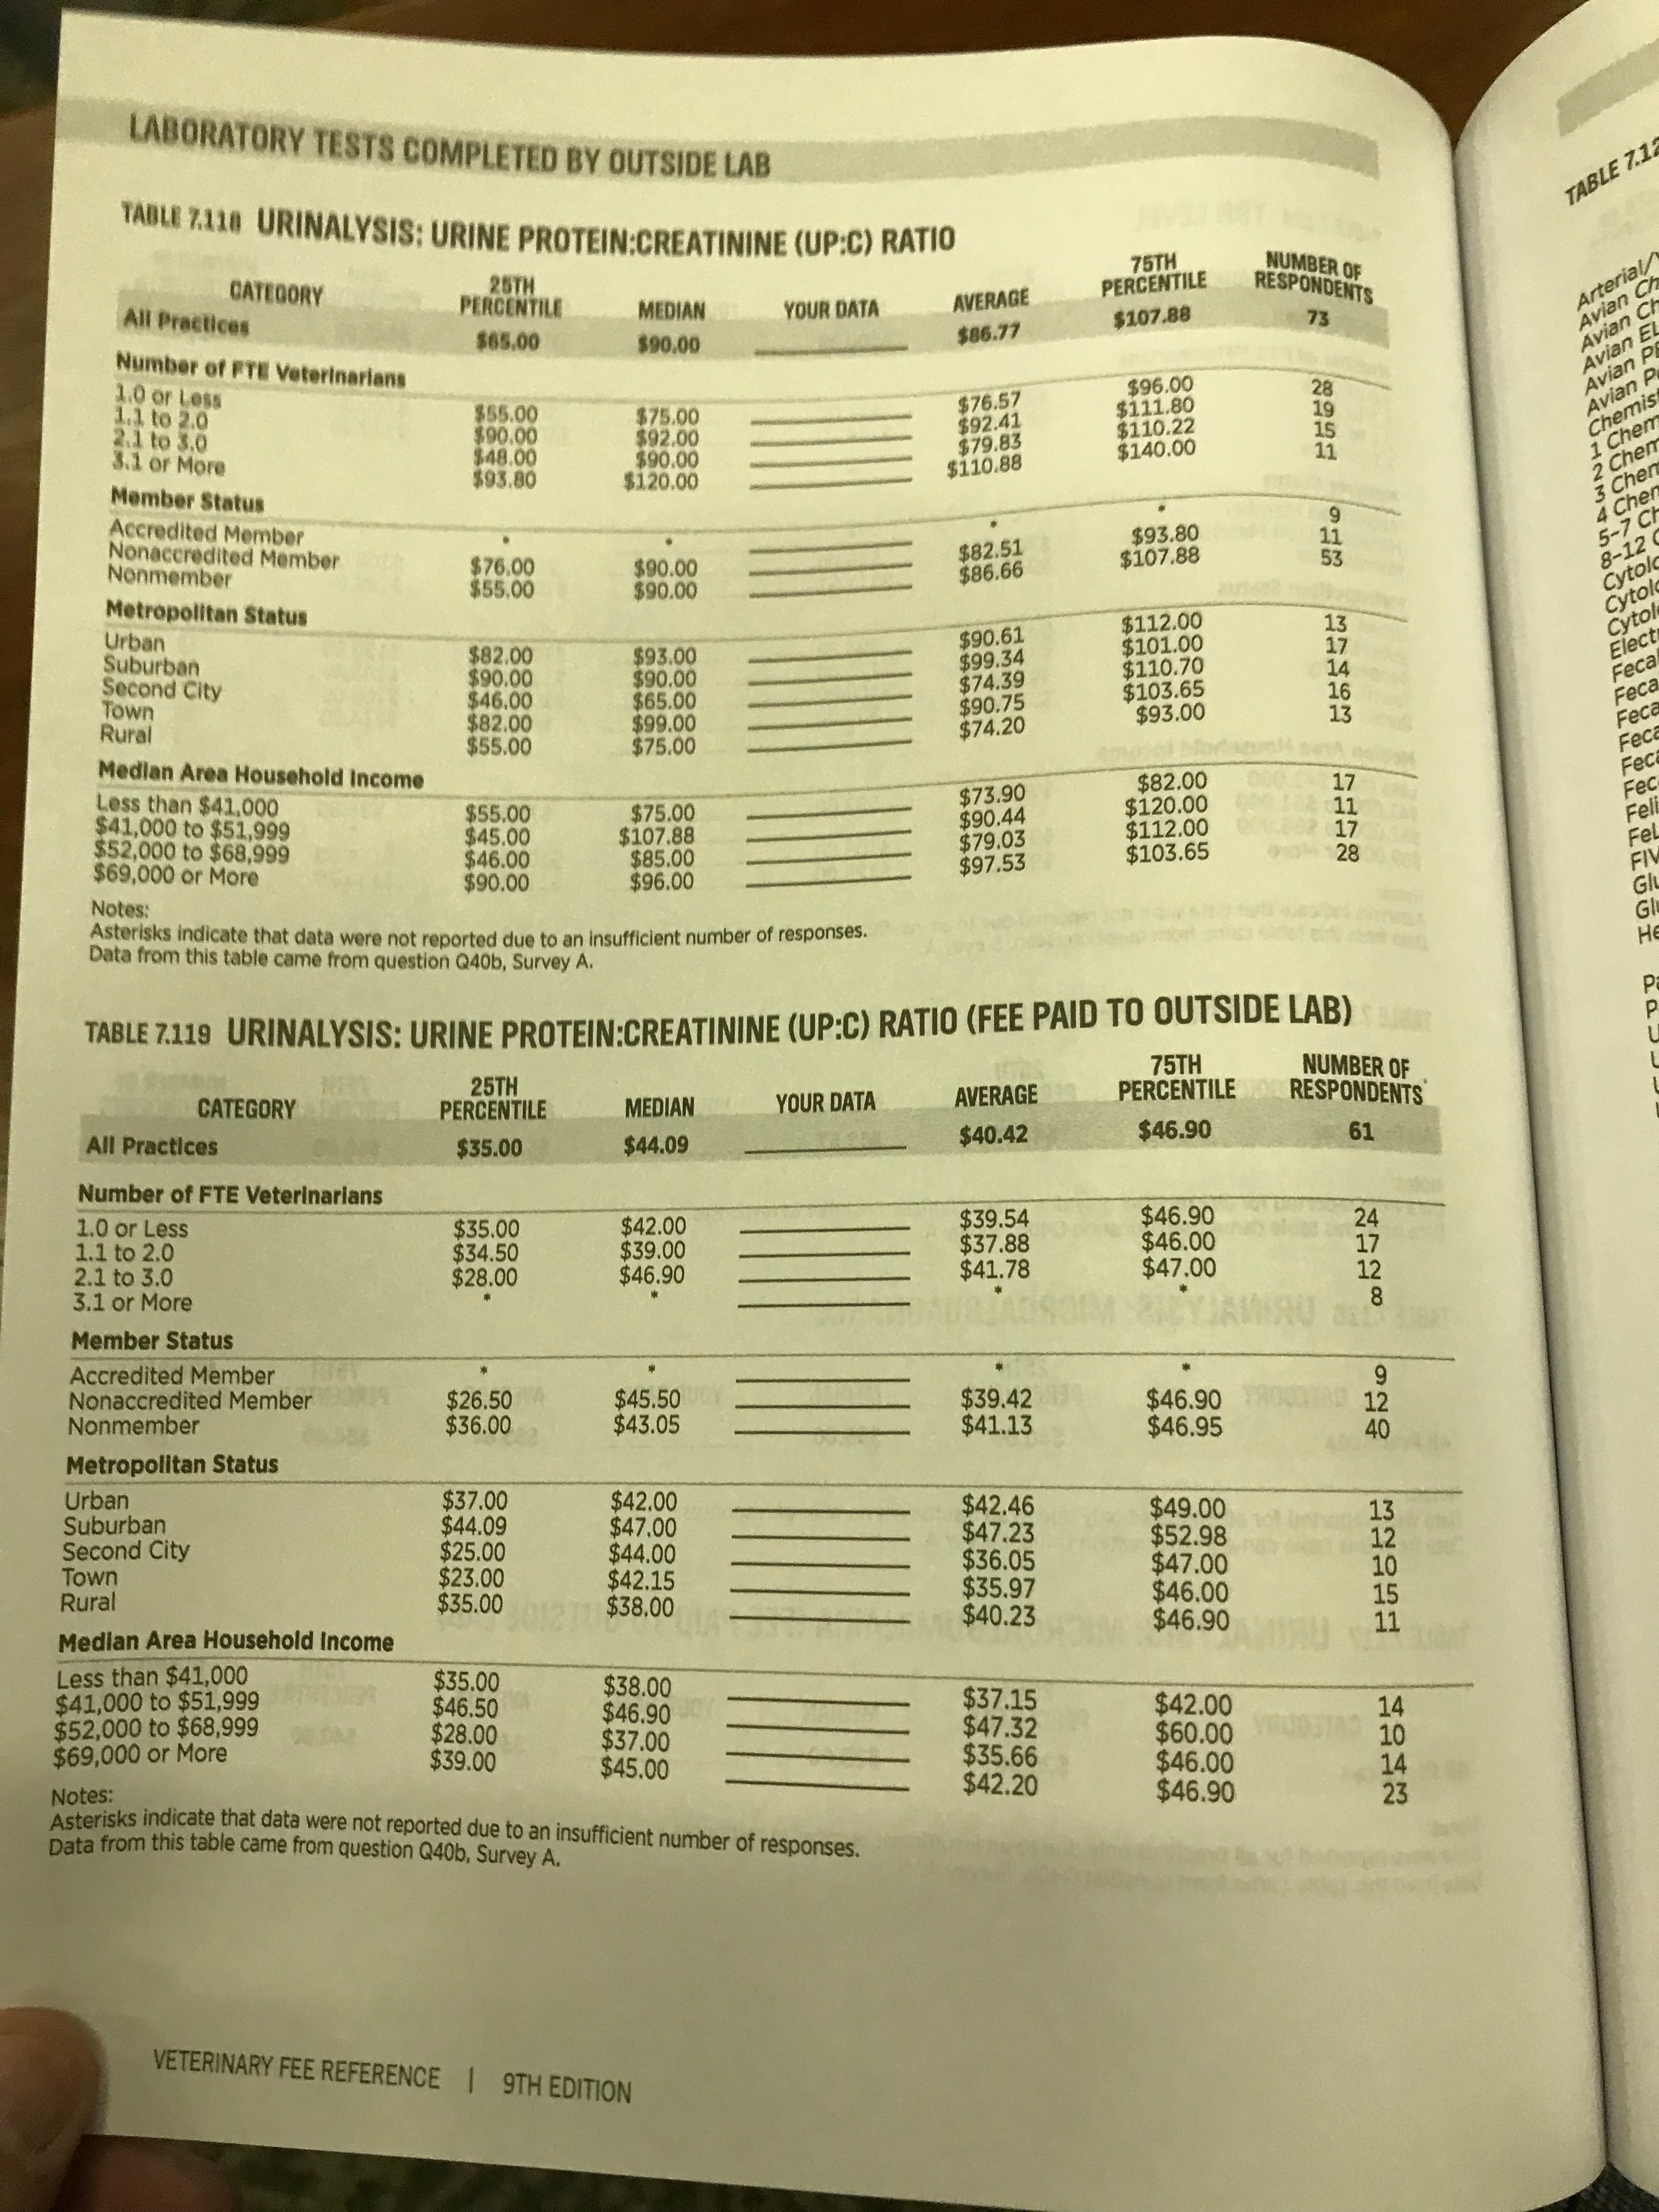 LABORATORY TESTS COMPLETED BY OUTSIDE LAB
TABLE 7.118 URINALYSIS: URINE PROTEIN:CREATININE (UP:C) RATIO
CATEGORY 25TH PERCENTILE MEDIAN YOUR DATA AVERAGE 75TH PERCENTILE NUMBER OF RESPONDENTS
All Practices $65.00 $90.00 $86.77 $107.88 73
Number of FTE Veterinarians
1.0 or Less $55.00 $75.00 $76.57 $96.00 28
1.1 to 2.0 $90.00 $92.00 $92.41 $111.80 19
2.1 to 3.0 $48.00 $90.00 $79.83 $110.22 15
3.1 or More $93.80 $120.00 $110.88 $140.00 11
Member Status
Accredited Member * * * * 9
Nonaccredited Member $76.00 $90.00 $82.51 $93.80 11
Nonmember $55.00 $90.00 $86.66 $107.88 53
Metropolitan Status
Urban $82.00 $93.00 $90.61 $112.00 13
Suburban $90.00 $90.00 $99.34 $101.00 17
Second City $46.00 $65.00 $74.39 $110.70 14
Town $82.00 $99.00 $90.75 $103.65 16
Rural $55.00 $75.00 $74.20 $93.00 13
Median Area Household Income
Less than $41,000 $55.00 $75.00 $73.90 $82.00 17
$41,000 to $51,999 $45.00 $107.88 $90.44 $120.00 11
$52,000 to $68,999 $46.00 $85.00 $79.03 $112.00 17
$69,000 or More $90.00 $96.00 $97.53 $103.65 28
Notes:
Asterisks indicate that data were not reported due to an insufficient number of responses.
Data from this table came from question Q40b, Survey A.
TABLE 7.119 URINALYSIS: URINE PROTEIN:CREATININE (UP:C) RATIO (FEE PAID TO OUTSIDE LAB)
CATEGORY 25TH PERCENTILE MEDIAN YOUR DATA AVERAGE 75TH PERCENTILE NUMBER OF RESPONDENTS
All Practices $35.00 $44.09 $40.42 $46.90 61
Number of FTE Veterinarians
1.0 or Less $35.00 $42.00 $39.54 $46.90 24
1.1 to 2.0 $34.50 $39.00 $37.88 $46.00 17
2.1 to 3.0 $28.00 $46.90 $41.78 $47.00 12
3.1 or More * * * * 8
Member Status
Accredited Member * * * * 9
Nonaccredited Member $26.50 $45.50 $39.42 $46.90 12
Nonmember $36.00 $43.05 $41.13 $46.95 40
Metropolitan Status
Urban $37.00 $42.00 $42.46 $49.00 13
Suburban $44.09 $47.00 $47.23 $52.98 12
Second City $25.00 $44.00 $36.05 $47.00 10
Town $23.00 $42.15 $35.97 $46.00 15
Rural $35.00 $38.00 $40.23 $46.90 11
Median Area Household Income
Less than $41,000 $35.00 $38.00 $37.15 $42.00 14
$41,000 to $51,999 $46.50 $46.90 $47.32 $60.00 10
$52,000 to $68,999 $28.00 $37.00 $35.66 $46.00 14
$69,000 or More $39.00 $45.00 $42.20 $46.90 23
Notes:
Asterisks indicate that data were not reported due to an insufficient number of responses.
Data from this table came from question Q40b, Survey A.
VETERINARY FEE REFERENCE | 9TH EDITION
TABLE 7.12
Arterial/
Avian Ch
Avian Ch
Avian EL
Avian
Avian
Chemis
1 Chem
2 Chem
3 Chem
4 Chem
5-7 Ch
8-12
Cytolo
Cytolo
Cytol
Elect
Feca
Feca
Feca
Feca
Feca
Fec
Feli
FeL
FIV
Glu
Gl
He